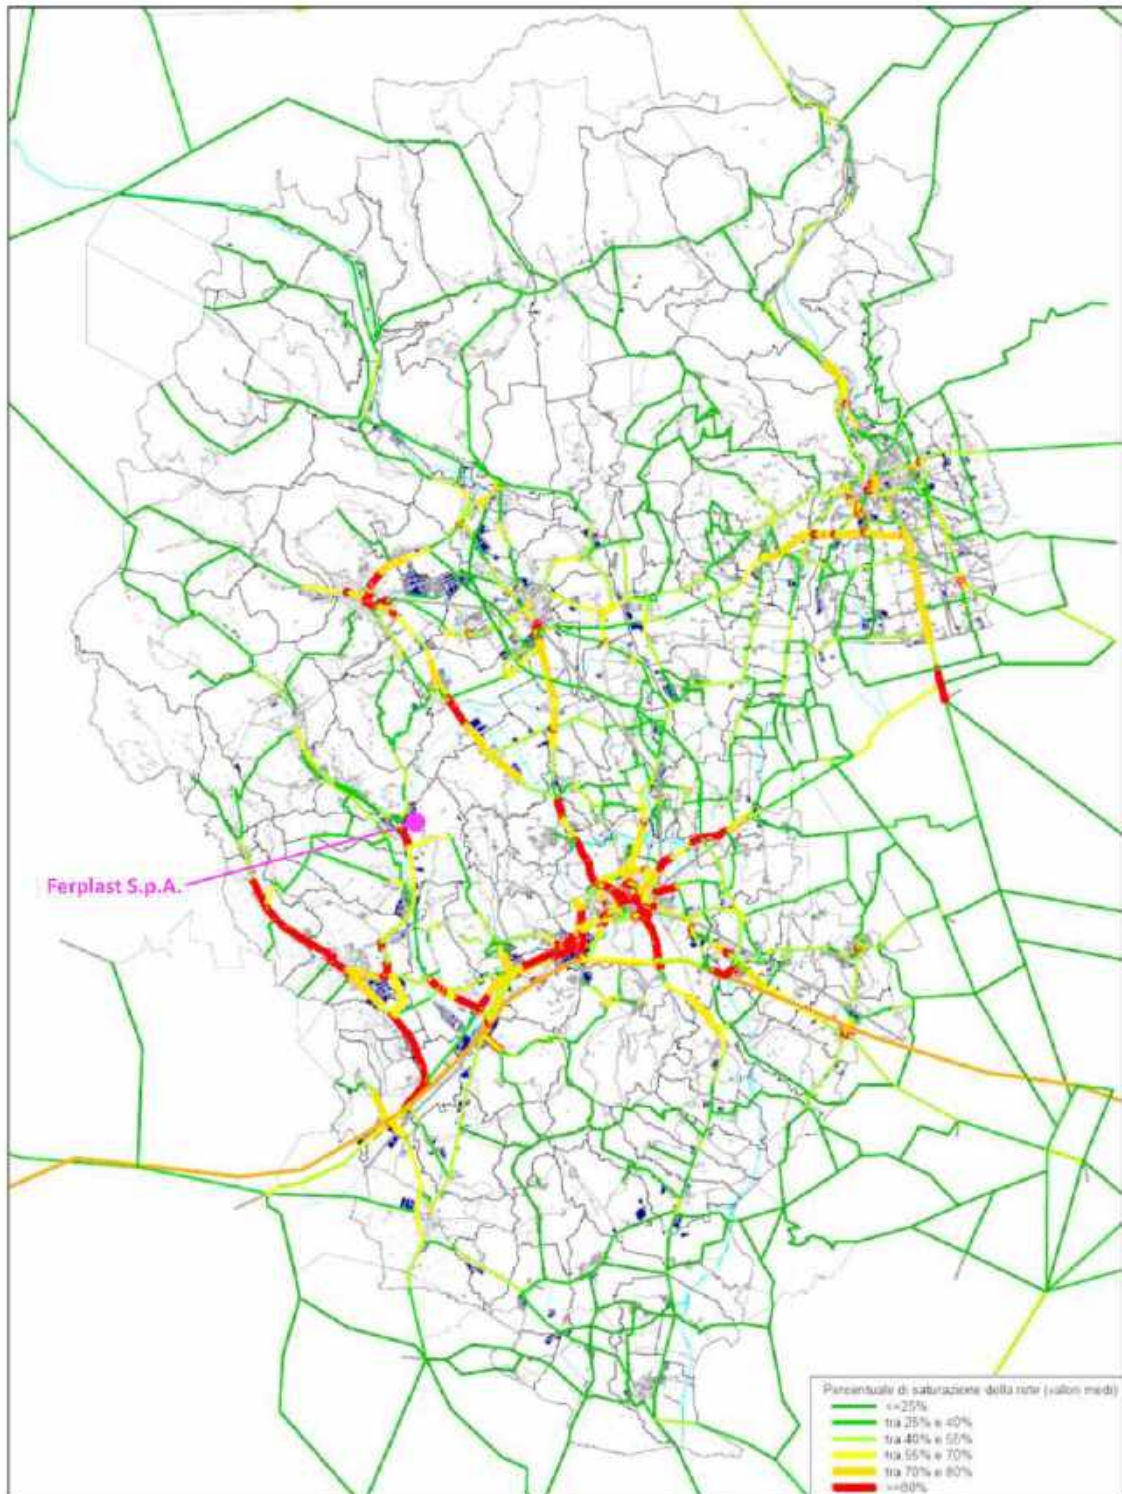 Ferplast S.p.A.
Percentuale di saturazione della rete (valori medi)
<=25%
tra 25% e 40%
tra 40% e 55%
tra 55% e 70%
tra 70% e 80%
>=80%